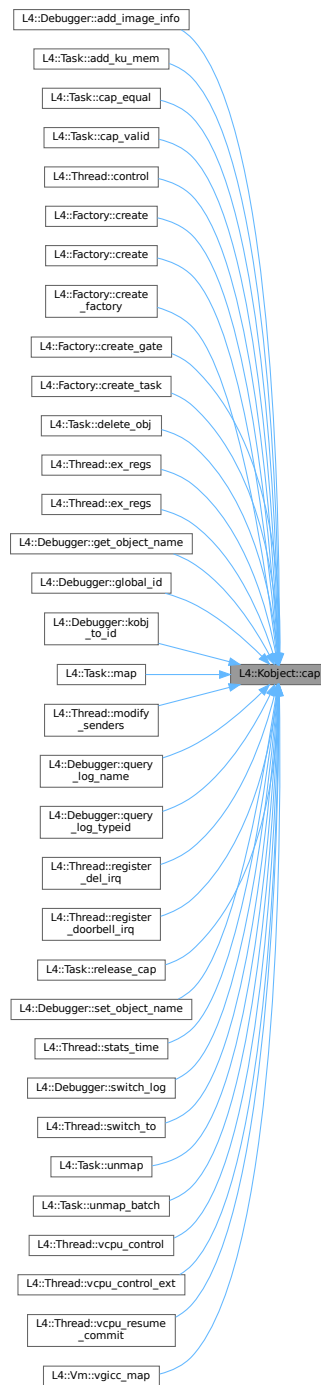 L4::Debugger::add_image_info
L4::Task::add_ku_mem
L4::Task::cap_equal
L4::Task::cap_valid
L4::Thread::control
L4::Factory::create
L4::Factory::create
L4::Factory::create
_factory
L4::Factory::create_gate
L4::Factory::create_task
L4::Task::delete_obj
L4::Thread::ex_regs
L4::Thread::ex_regs
L4::Debugger::get_object_name
L4::Debugger::global_id
L4::Debugger::kobj
_to_id
L4::Task::map
L4::Kobject::cap
L4::Thread::modify
_senders
L4::Debugger::query
_log_name
L4::Debugger::query
_log_typeid
L4::Thread::register
_del_irq
L4::Thread::register
_doorbell_irq
L4::Task::release_cap
L4::Debugger::set_object_name
L4::Thread::stats_time
L4::Debugger::switch_log
L4::Thread::switch_to
L4::Task::unmap
L4::Task::unmap_batch
L4::Thread::vcpu_control
L4::Thread::vcpu_control_ext
L4::Thread::vcpu_resume
_commit
L4::Vm::vgicc_map